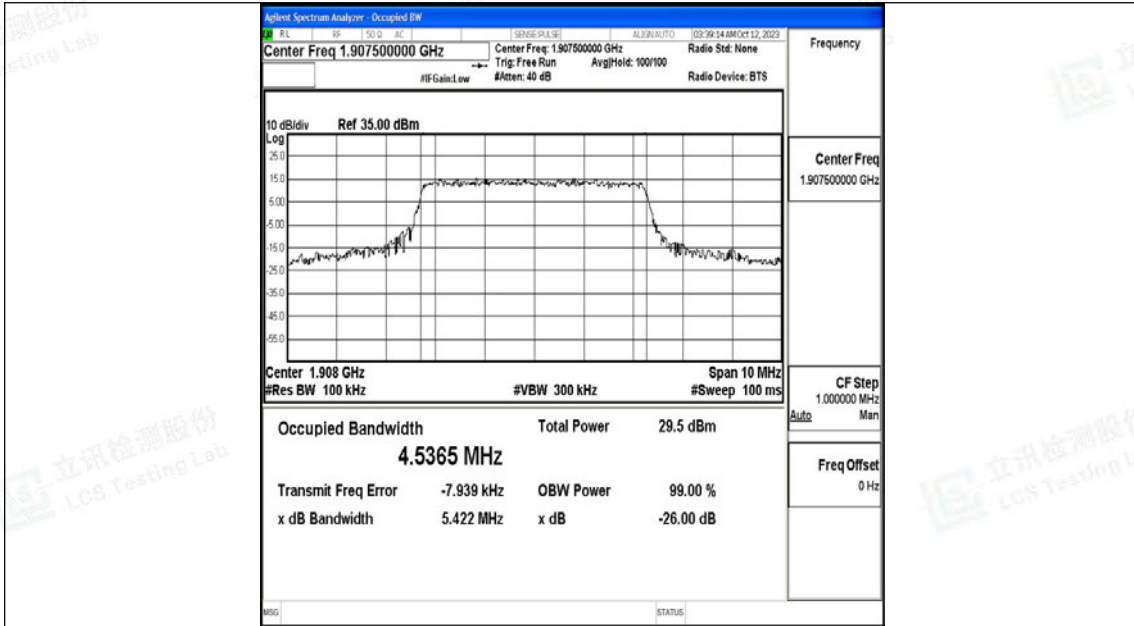 Agilent Spectrum Analyzer - Occupied BW
RL RF 50 Ω AC SENSE:PULSE ALIGN AUTO 03:39:14 AM Oct 12, 2023
Center Freq 1.907500000 GHz
Center Freq: 1.907500000 GHz
Radio Std: None
Trig: Free Run Avg|Hold: 100/100
#IFGain:Low #Atten: 40 dB Radio Device: BTS
Frequency
10 dB/div Ref 35.00 dBm
Log
25.0
15.0
5.00
-5.00
-15.0
-25.0
-35.0
-45.0
-55.0
Center 1.908 GHz Span 10 MHz
#Res BW 100 kHz #VBW 300 kHz #Sweep 100 ms
Occupied Bandwidth Total Power 29.5 dBm
4.5365 MHz
Transmit Freq Error -7.939 kHz OBW Power 99.00 %
x dB Bandwidth 5.422 MHz x dB -26.00 dB
Center Freq
1.907500000 GHz
CF Step
1.000000 MHz
Auto Man
Freq Offset
0 Hz
MSG STATUS
立讯检测股份
LCS Testing Lab
立讯检测股份
LCS Testing Lab